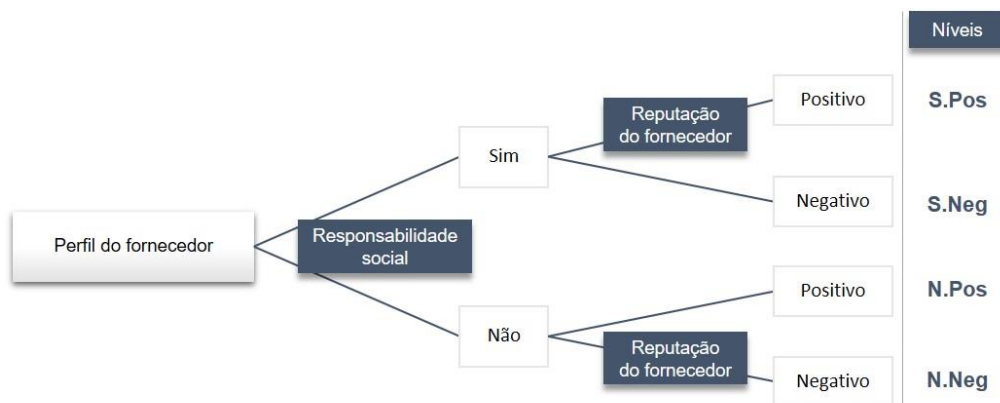 Níveis
Positivo
S.Pos
Reputação
do fornecedor
Sim
Negativo
S.Neg
Perfil do fornecedor
Responsabilidade
social
Positivo
N.Pos
Não
Reputação
do fornecedor
Negativo
N.Neg